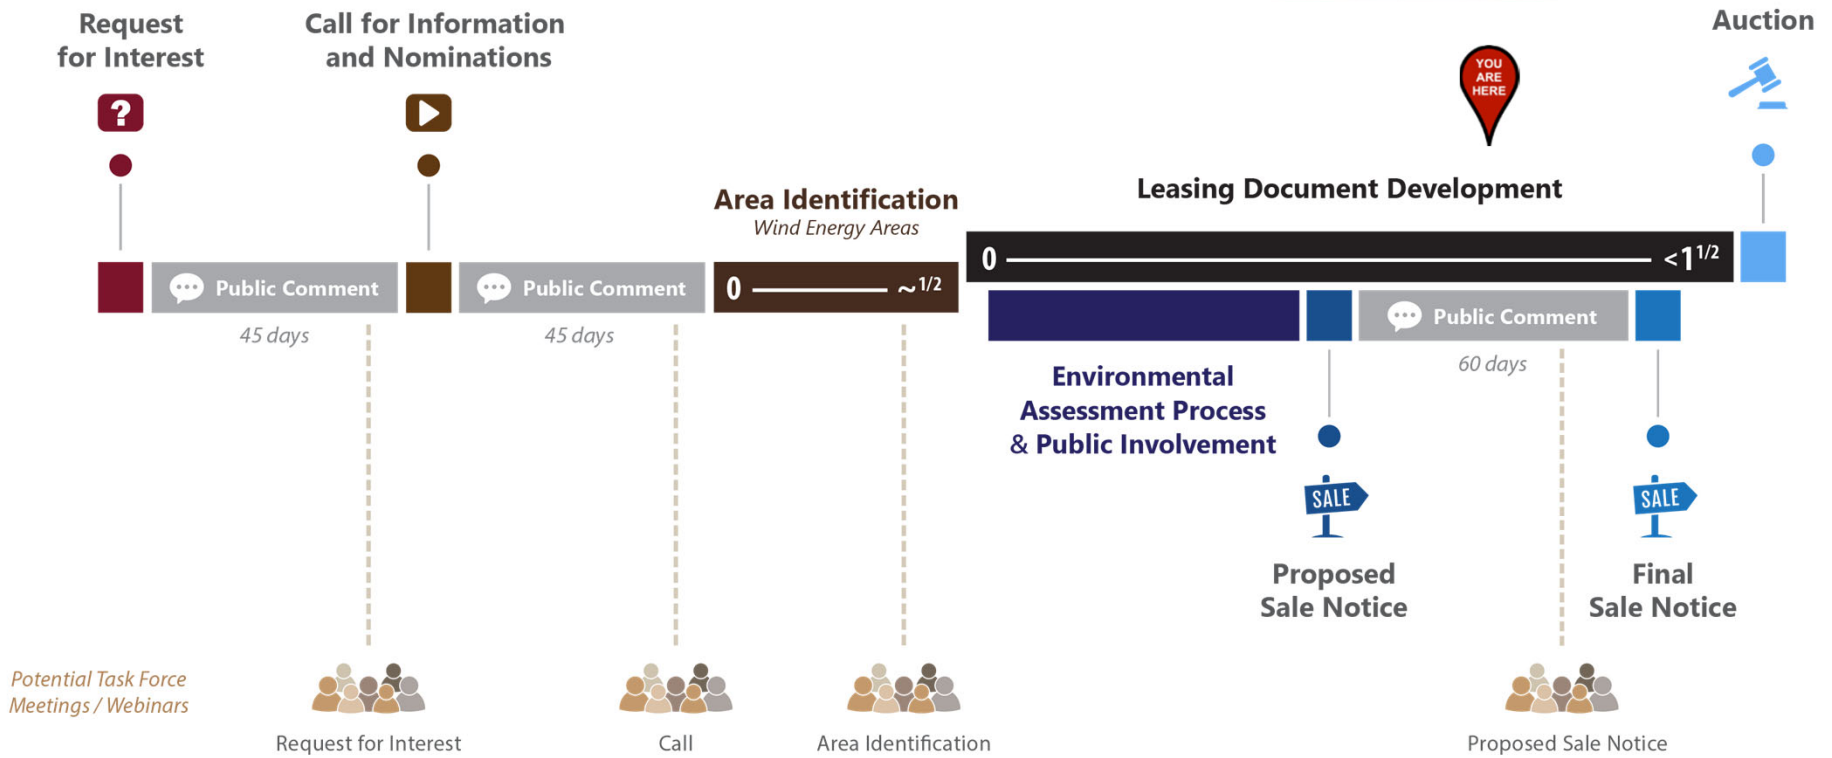 Request
for Interest
?
Call for Information
and Nominations
Auction
YOU
ARE
HERE
Area Identification
Wind Energy Areas
Leasing Document Development
0
<1 1/2
Public Comment
45 days
Public Comment
45 days
0
~1/2
Public Comment
60 days
Environmental
Assessment Process
& Public Involvement
SALE
Proposed
Sale Notice
SALE
Final
Sale Notice
Potential Task Force
Meetings / Webinars
Request for Interest
Call
Area Identification
Proposed Sale Notice